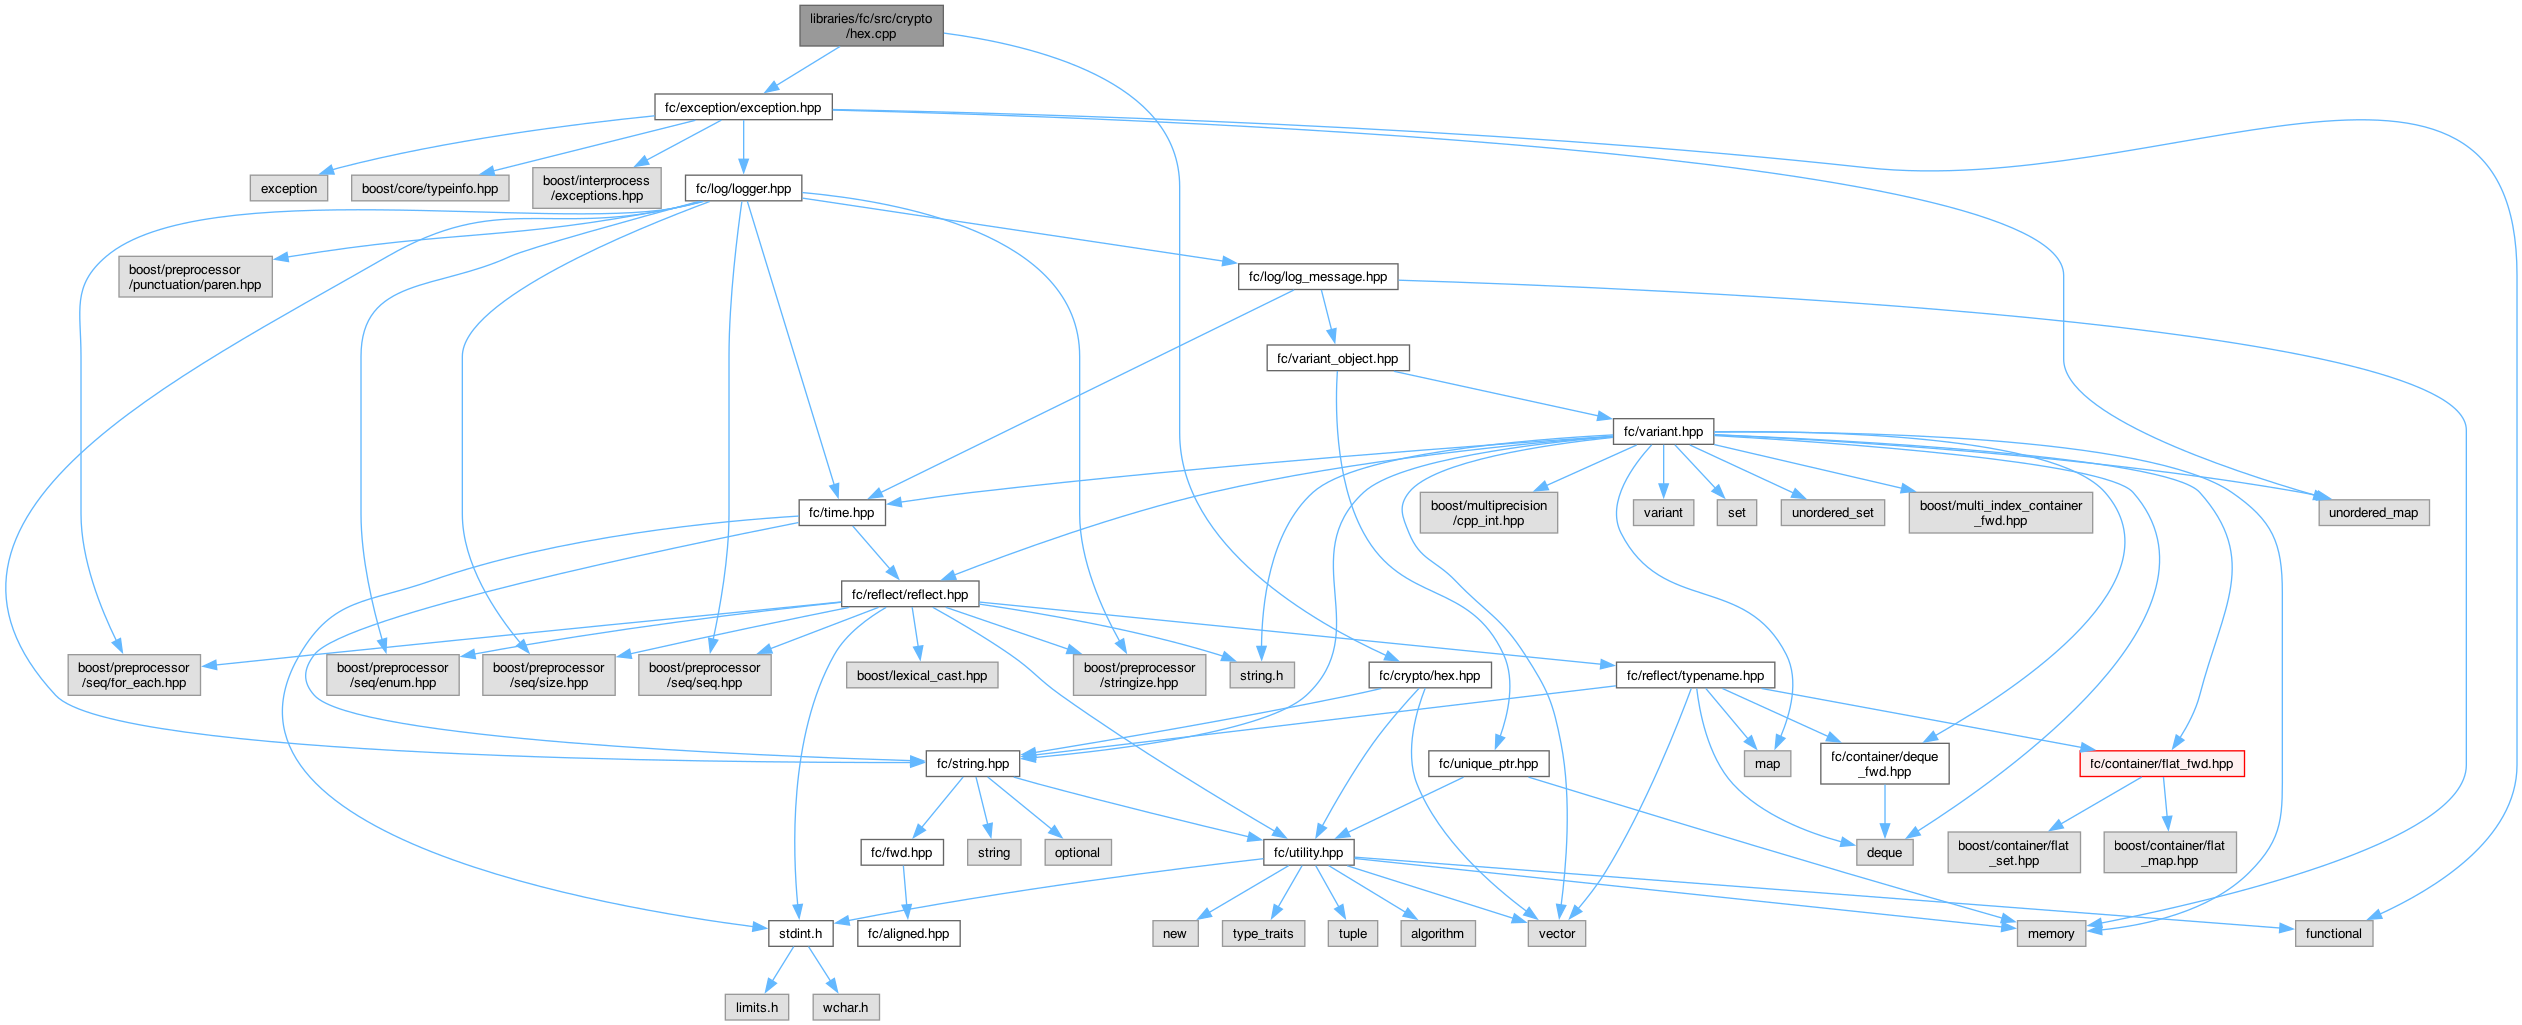 libraries/fc/src/crypto
/hex.cpp
fc/exception/exception.hpp
exception
boost/core/typeinfo.hpp
boost/interprocess
/exceptions.hpp
fc/log/logger.hpp
boost/preprocessor
/punctuation/paren.hpp
fc/log/log_message.hpp
fc/variant_object.hpp
fc/variant.hpp
fc/time.hpp
boost/multiprecision
/cpp_int.hpp
variant
set
unordered_set
boost/multi_index_container
_fwd.hpp
unordered_map
fc/reflect/reflect.hpp
boost/preprocessor
/seq/for_each.hpp
boost/preprocessor
/seq/enum.hpp
boost/preprocessor
/seq/size.hpp
boost/preprocessor
/seq/seq.hpp
boost/lexical_cast.hpp
boost/preprocessor
/stringize.hpp
string.h
fc/crypto/hex.hpp
fc/reflect/typename.hpp
fc/string.hpp
fc/unique_ptr.hpp
map
fc/container/deque
_fwd.hpp
fc/container/flat_fwd.hpp
fc/fwd.hpp
string
optional
fc/utility.hpp
deque
boost/container/flat
_set.hpp
boost/container/flat
_map.hpp
stdint.h
fc/aligned.hpp
new
type_traits
tuple
algorithm
vector
memory
functional
limits.h
wchar.h